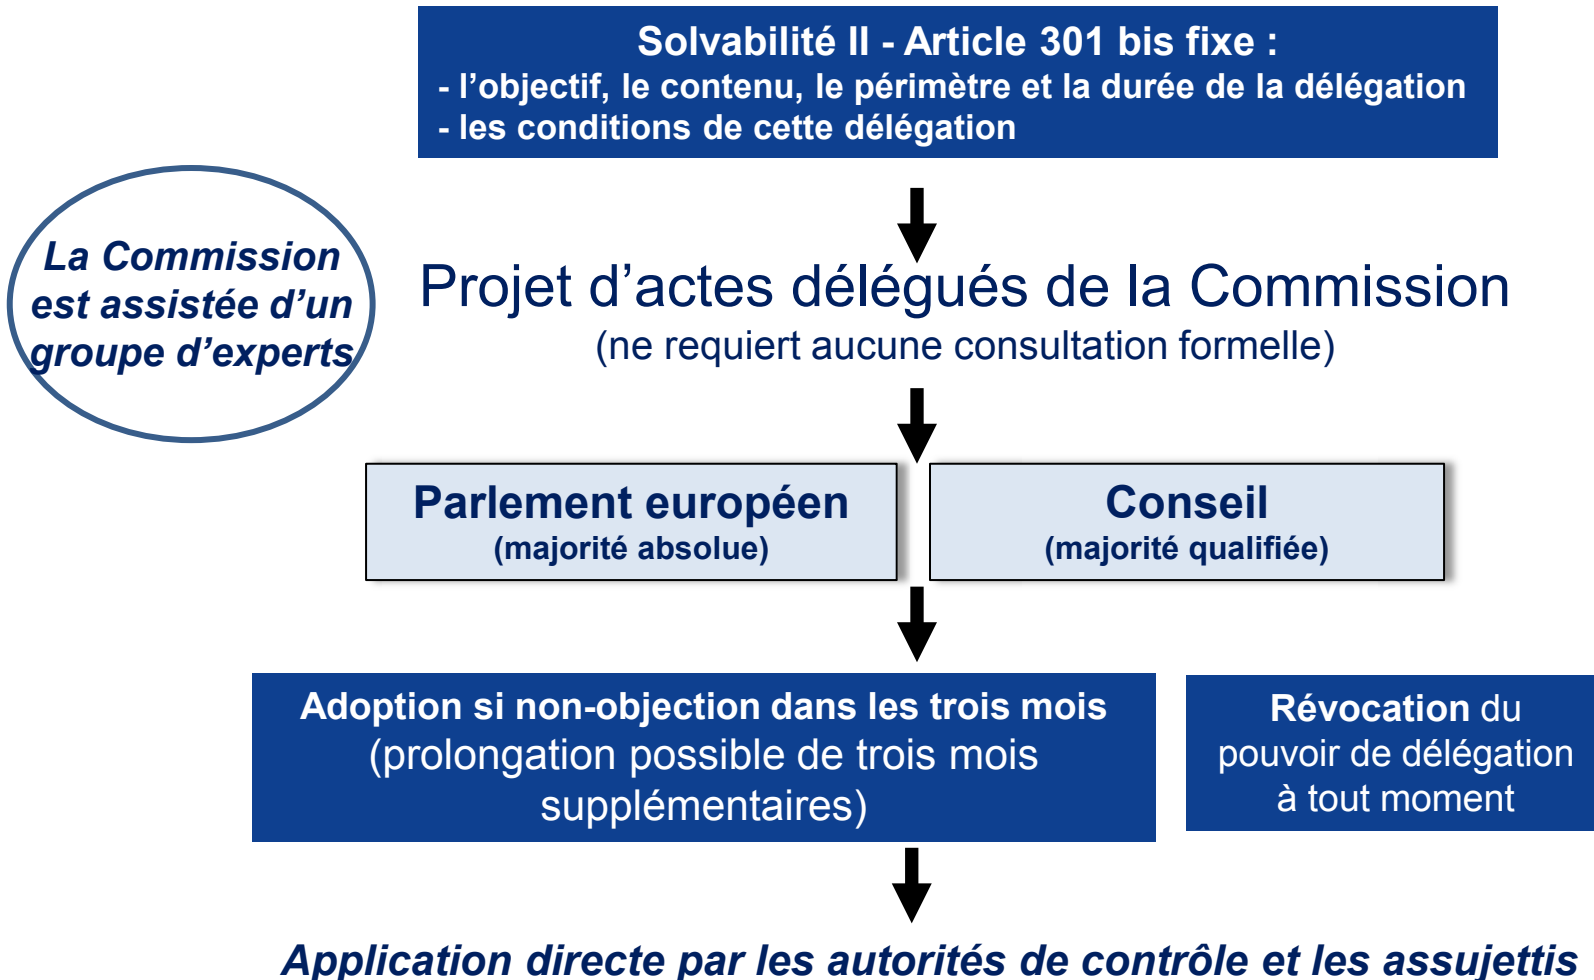 Solvabilité II - Article 301 bis fixe :
- l’objectif, le contenu, le périmètre et la durée de la délégation
- les conditions de cette délégation
La Commission
est assistée d’un
groupe d’experts
Projet d’actes délégués de la Commission
(ne requiert aucune consultation formelle)
Parlement européen
(majorité absolue)
Conseil
(majorité qualifiée)
Adoption si non-objection dans les trois mois
(prolongation possible de trois mois
supplémentaires)
Révocation du
pouvoir de délégation
à tout moment
Application directe par les autorités de contrôle et les assujettis